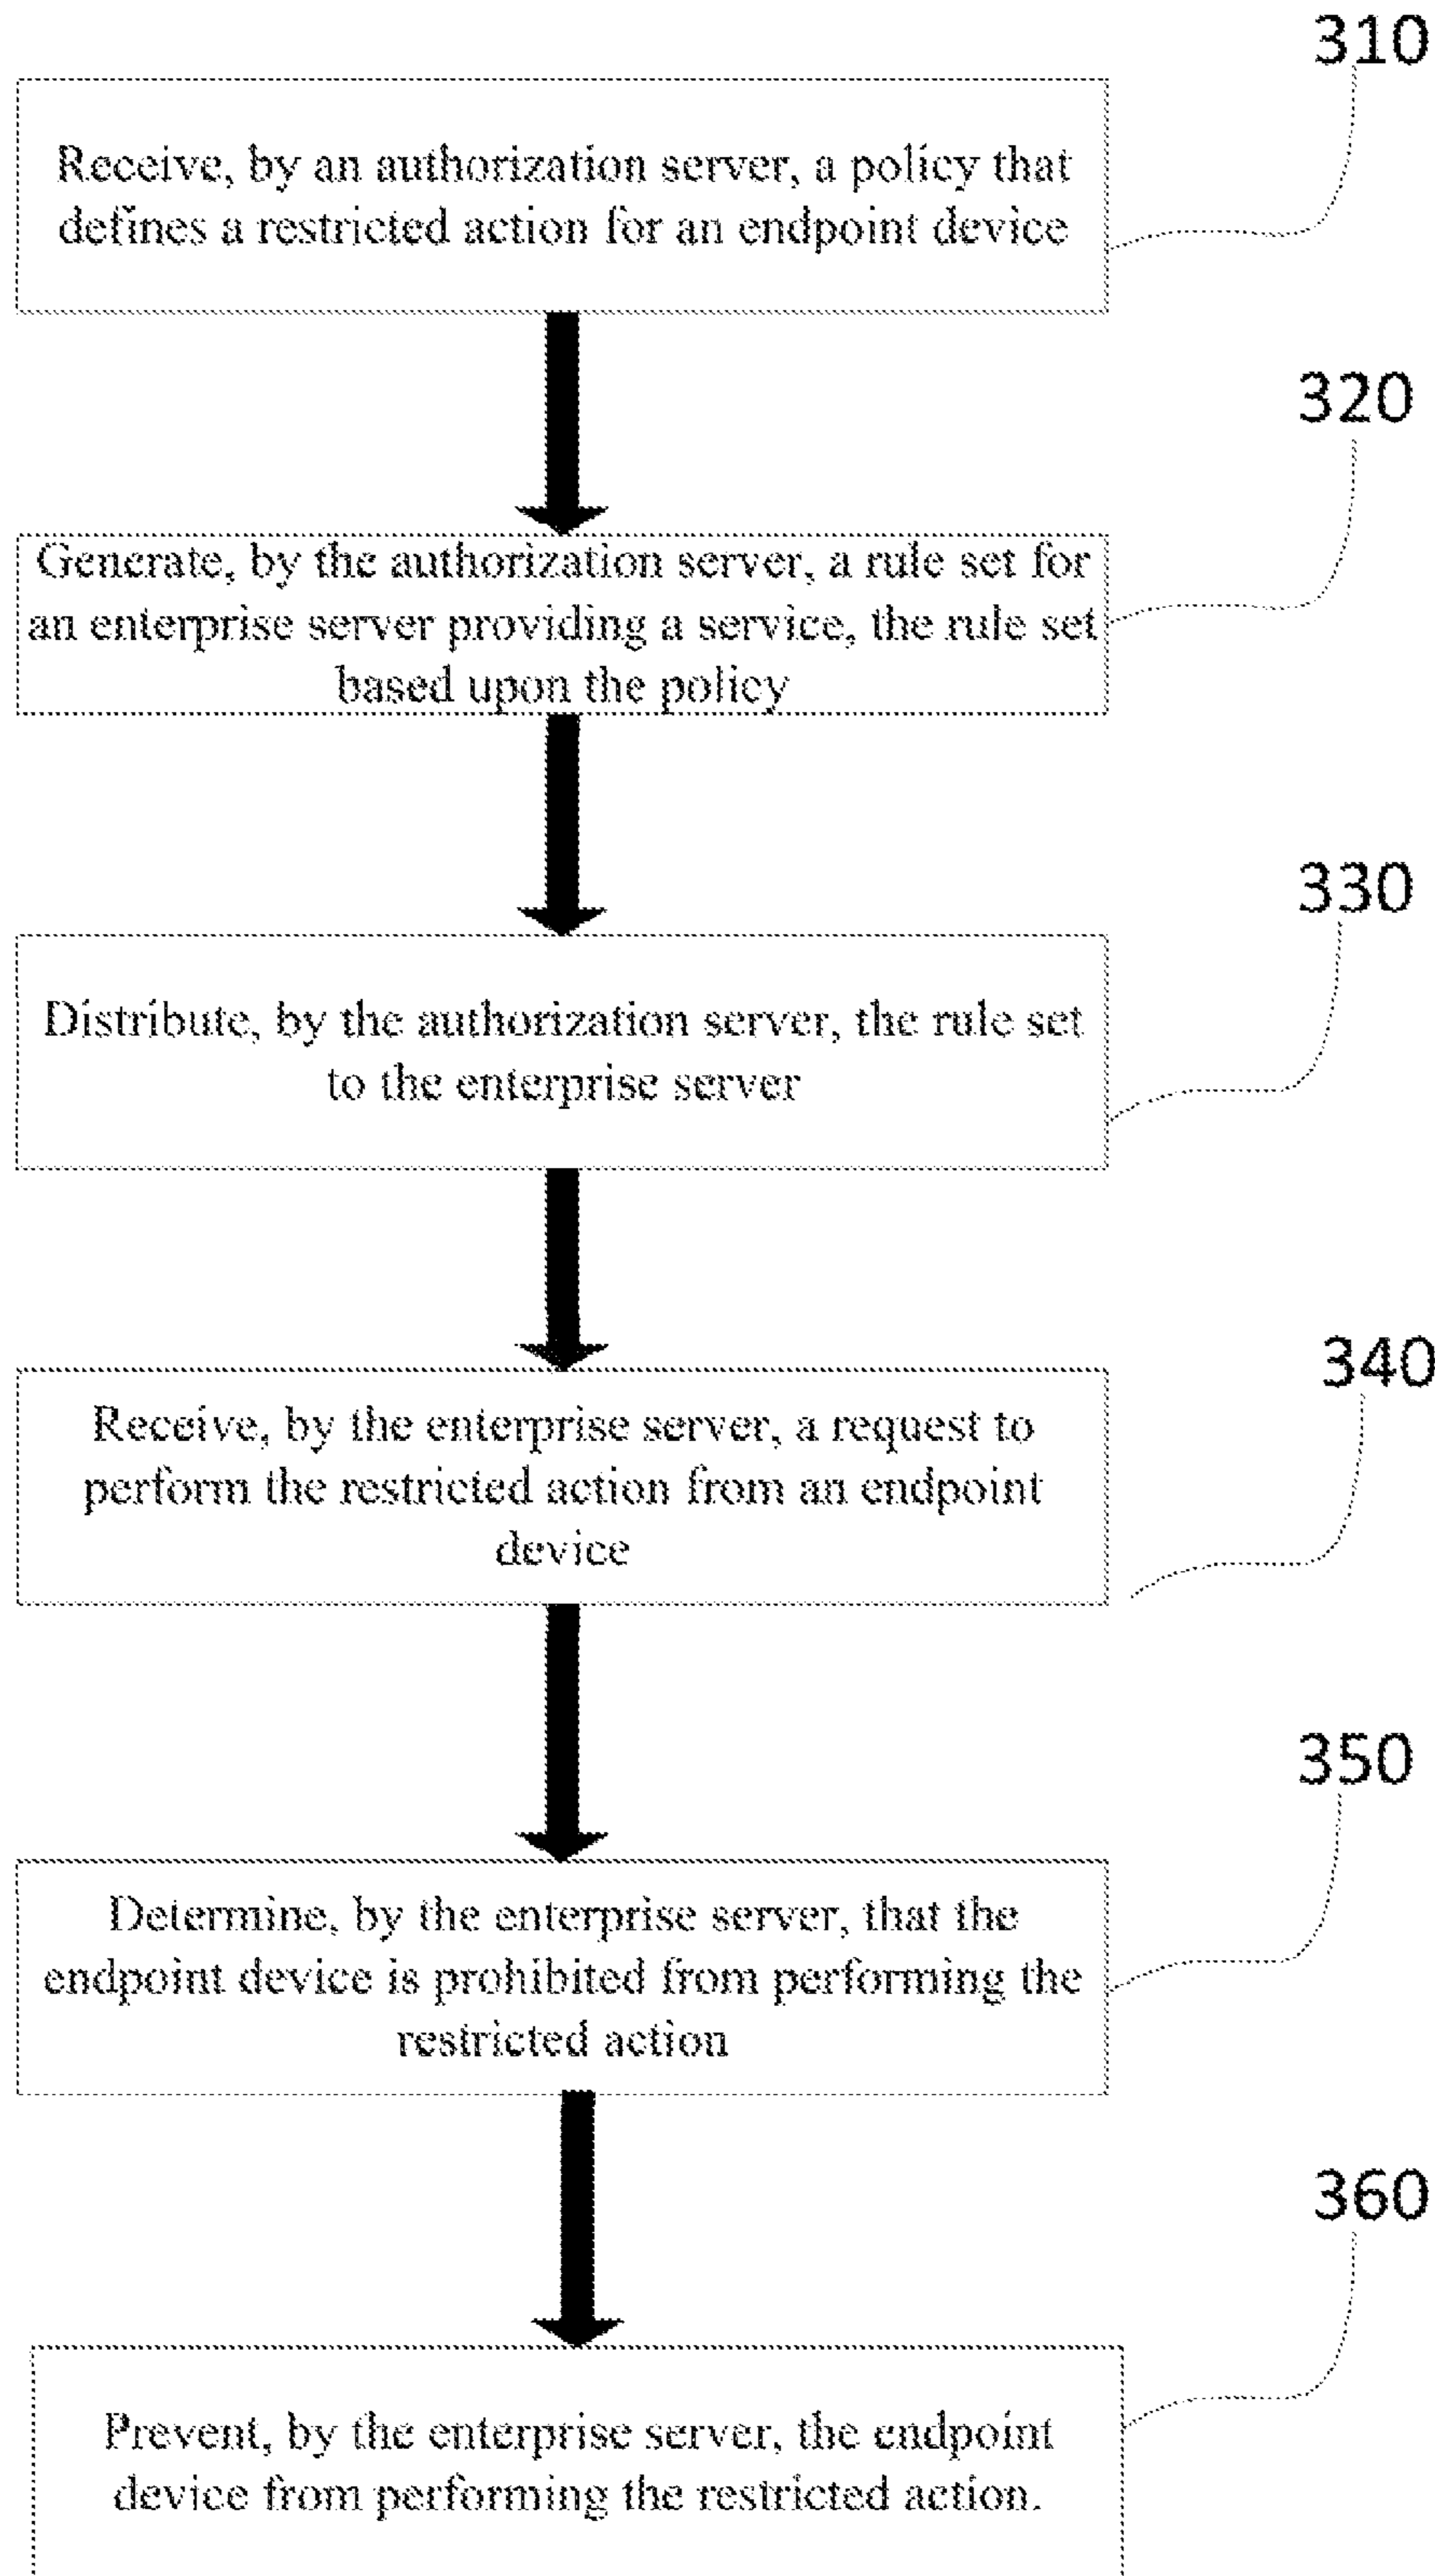 310
Receive, by an authorization server, a policy that
defines a restricted action for an endpoint device
320
Generate, by the authorization server, a rule set for
an enterprise server providing a service, the rule set
based upon the policy
330
Distribute, by the authorization server, the rule set
to the enterprise server
340
Receive, by the enterprise server, a request to
perform the restricted action from an endpoint
device
350
Determine, by the enterprise server, that the
endpoint device is prohibited from performing the
restricted action
360
Prevent, by the enterprise server, the endpoint
device from performing the restricted action.